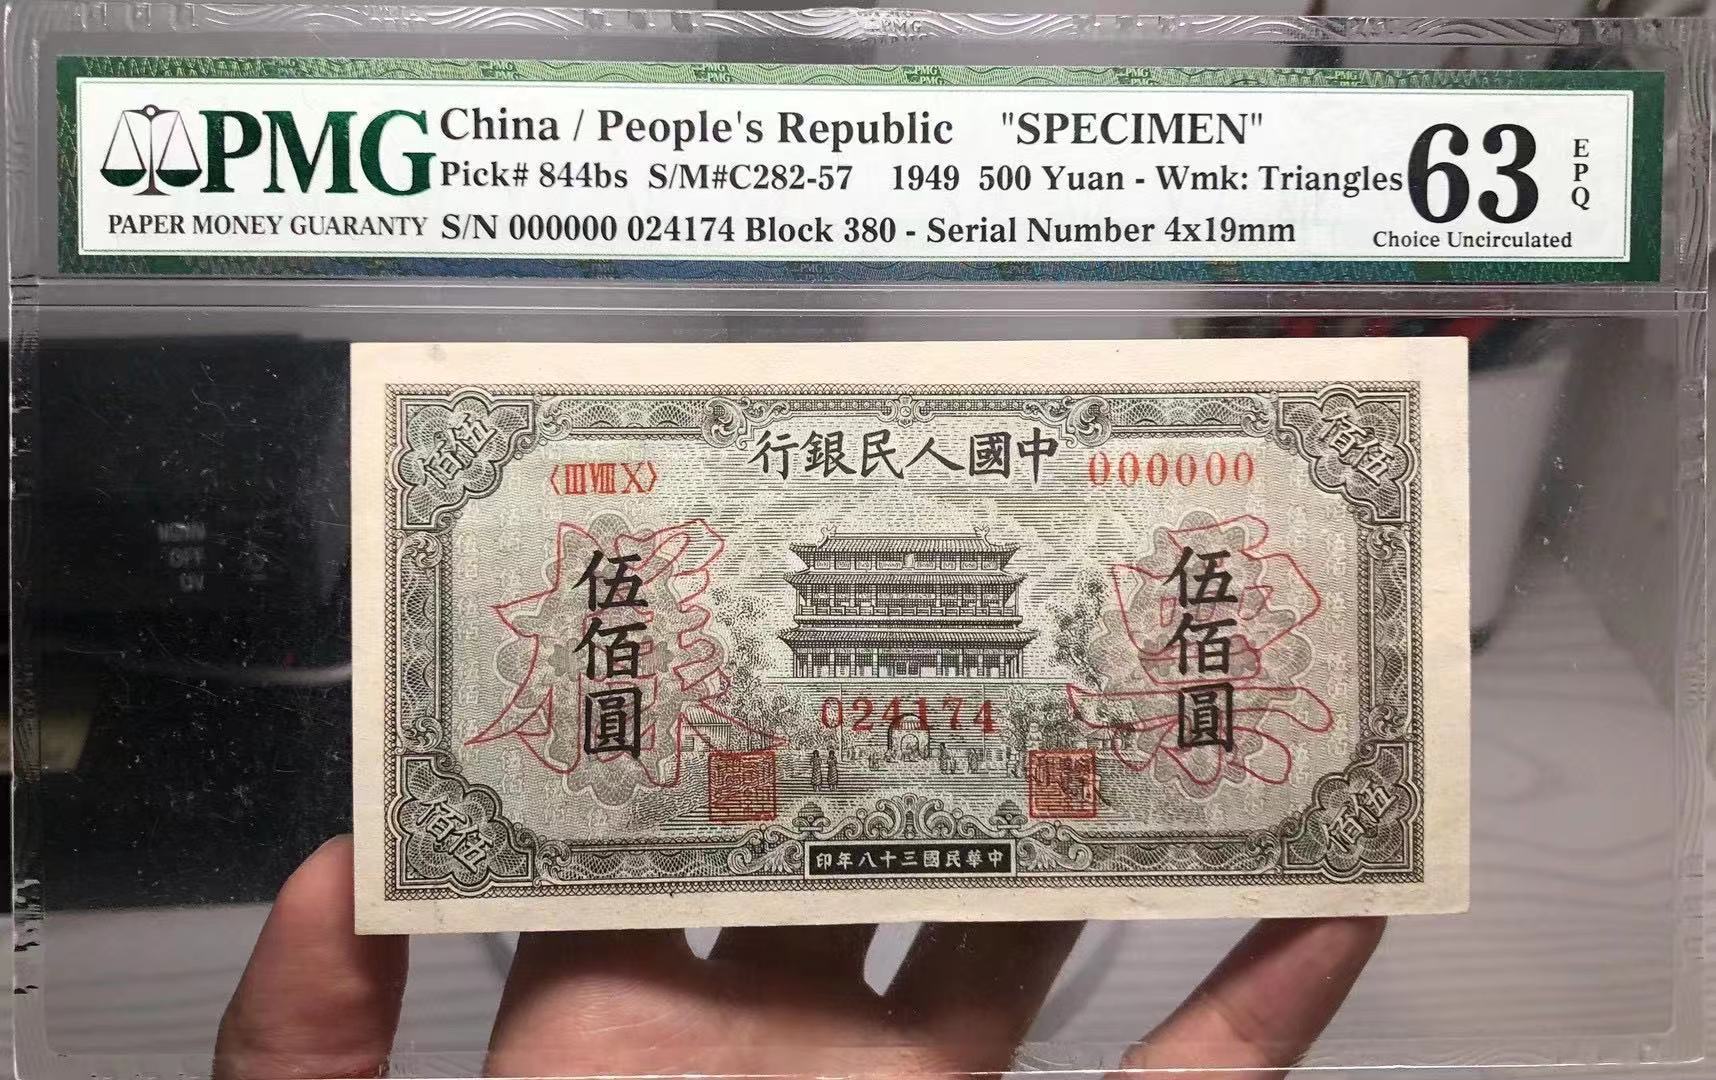 PMG
PAPER MONEY GUARANTY
China / People's Republic "SPECIMEN"
Pick# 844bs S/M#C282-57 1949 500 Yuan - Wmk: Triangles
S/N 000000 024174 Block 380 - Serial Number 4x19mm
63
EPQ
Choice Uncirculated
伍佰
伍佰
中國人民銀行
〈ⅢⅧⅩ〉
000000
樣
票
伍佰圓
伍佰圓
024174
伍佰
伍佰
中華民國三十八年印